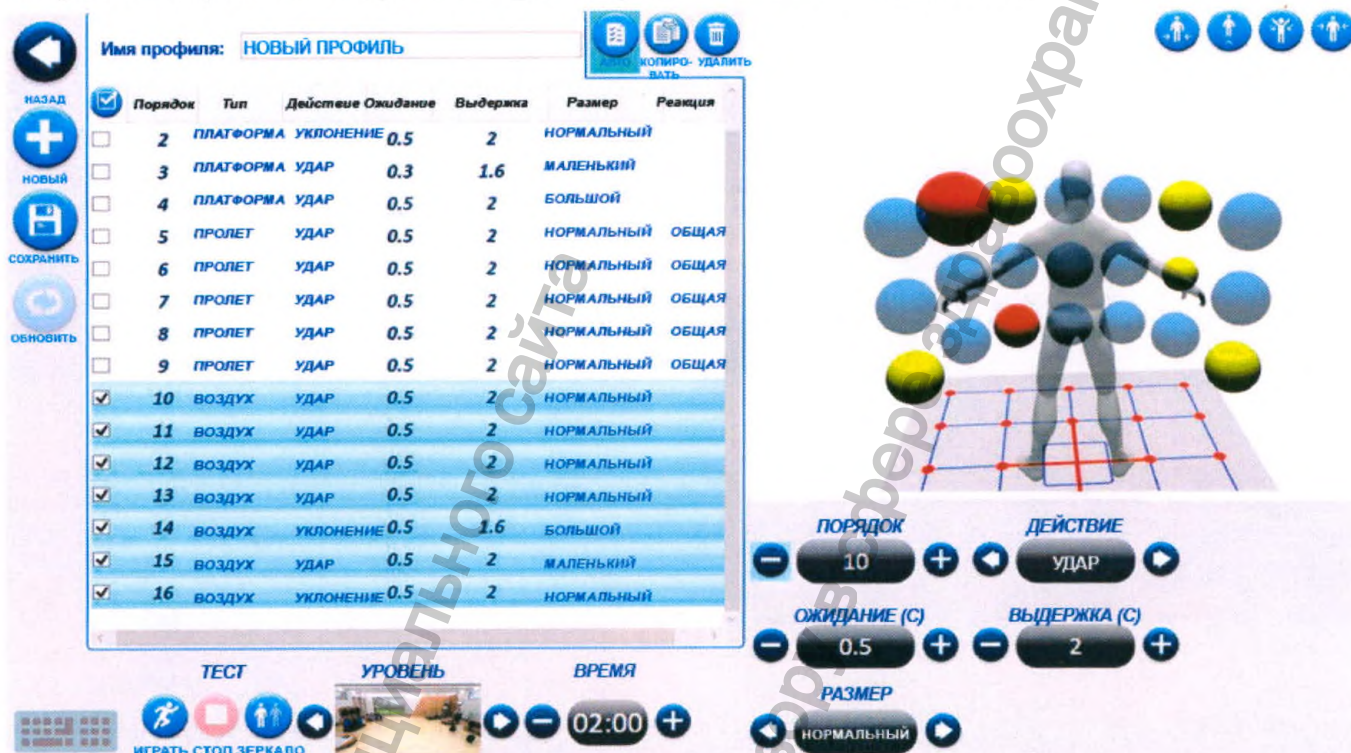 Имя профиля: НОВЫЙ ПРОФИЛЬ
АВТО КОПИРО-ВАТЬ УДАЛИТЬ
НАЗАД
НОВЫЙ
СОХРАНИТЬ
ОБНОВИТЬ
Порядок Тип Действие Ожидание Выдержка Размер Реакция
2 ПЛАТФОРМА УКЛОНЕНИЕ 0.5 2 НОРМАЛЬНЫЙ
3 ПЛАТФОРМА УДАР 0.3 1.6 МАЛЕНЬКИЙ
4 ПЛАТФОРМА УДАР 0.5 2 БОЛЬШОЙ
5 ПРОЛЕТ УДАР 0.5 2 НОРМАЛЬНЫЙ ОБЩАЯ
6 ПРОЛЕТ УДАР 0.5 2 НОРМАЛЬНЫЙ ОБЩАЯ
7 ПРОЛЕТ УДАР 0.5 2 НОРМАЛЬНЫЙ ОБЩАЯ
8 ПРОЛЕТ УДАР 0.5 2 НОРМАЛЬНЫЙ ОБЩАЯ
9 ПРОЛЕТ УДАР 0.5 2 НОРМАЛЬНЫЙ ОБЩАЯ
10 ВОЗДУХ УДАР 0.5 2 НОРМАЛЬНЫЙ
11 ВОЗДУХ УДАР 0.5 2 НОРМАЛЬНЫЙ
12 ВОЗДУХ УДАР 0.5 2 НОРМАЛЬНЫЙ
13 ВОЗДУХ УДАР 0.5 2 НОРМАЛЬНЫЙ
14 ВОЗДУХ УКЛОНЕНИЕ 0.5 1.6 БОЛЬШОЙ
15 ВОЗДУХ УДАР 0.5 2 МАЛЕНЬКИЙ
16 ВОЗДУХ УКЛОНЕНИЕ 0.5 2 НОРМАЛЬНЫЙ
ПОРЯДОК ДЕЙСТВИЕ
10 УДАР
ОЖИДАНИЕ (С) ВЫДЕРЖКА (С)
0.5 2
РАЗМЕР
НОРМАЛЬНЫЙ
ТЕСТ УРОВЕНЬ ВРЕМЯ
02:00
ИГРАТЬ СТОП ЗЕРКАЛО
сайта
в сфере